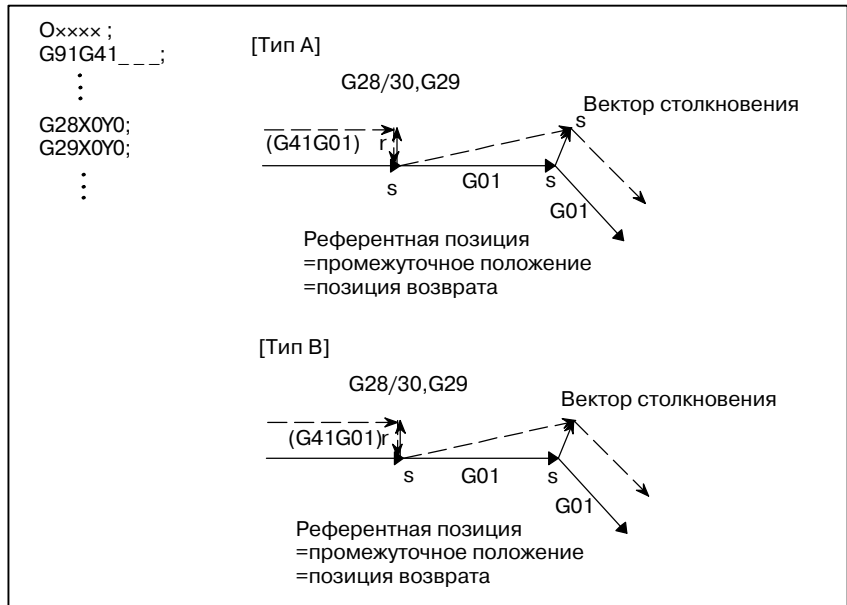 O×××× ;
G91G41_ _ _;
G28X0Y0;
G29X0Y0;
[Тип A]
G28/30,G29
Вектор столкновения
s
(G41G01)
r
s
G01
s
G01
Референтная позиция
=промежуточное положение
=позиция возврата
[Тип B]
G28/30,G29
Вектор столкновения
(G41G01)
r
s
G01
s
G01
Референтная позиция
=промежуточное положение
=позиция возврата